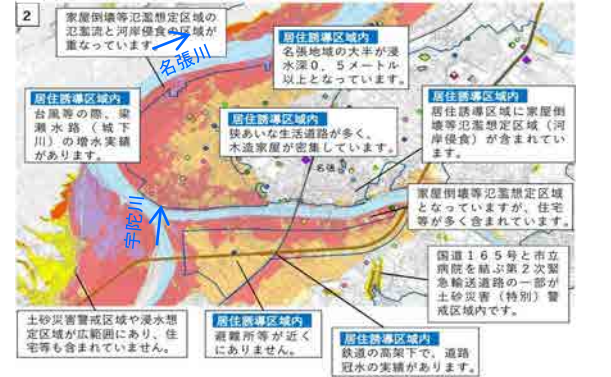 2
家屋倒壊等氾濫想定区域の
氾濫流と河岸侵食の区域が
重なっています。
名張川
居住誘導区域内
名張地域の大半が浸
水深0．5メートル
以上となっています。
居住誘導区域内
台風等の際、梁
瀬水路（城下
川）の増水実績
があります。
居住誘導区域内
狭あいな生活道路が多く、
木造家屋が密集しています。
居住誘導区域内
居住誘導区域に家屋倒
壊等氾濫想定区域（河
岸侵食）が含まれてい
ます。
名張
宇陀川
家屋倒壊等氾濫想定区域
となっていますが、住宅
等が多く含まれています。
国道165号と市立
病院を結ぶ第2次緊
急輸送道路の一部が
土砂災害（特別）警
戒区域内です。
土砂災害警戒区域や浸水想
定区域が広範囲にあり、住
宅等も含まれていません。
居住誘導区域内
避難所等が近く
にありません。
居住誘導区域内
鉄道の高架下で、道路
冠水の実績があります。